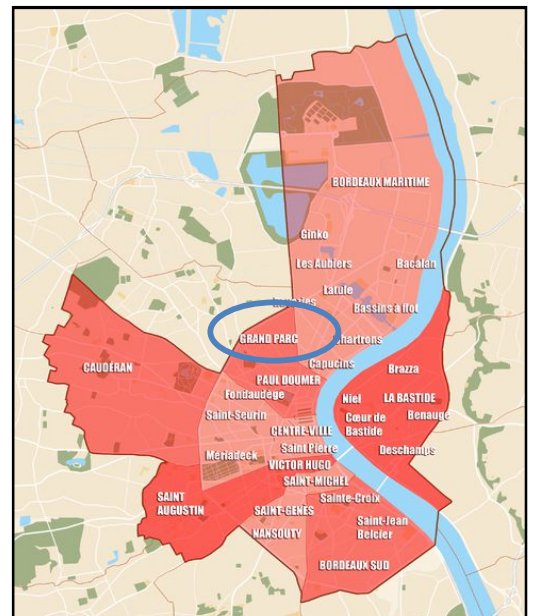 BORDEAUX MARITIME
Ginko
Les Aubiers
Bacalan
Latule
Bassins à flot
GRAND PARC
Chartrons
Capucins
CAUDÉRAN
Brazza
PAUL DOUMER
Fondaudège
Niel
LA BASTIDE
Saint-Seurin
Cœur de
Bastide
Benauge
CENTRE-VILLE
Saint Pierre
Mériadeck
Deschamps
VICTOR HUGO
SAINT-MICHEL
SAINT
AUGUSTIN
Sainte-Croix
SAINT-GENÈS
Saint-Jean
Belcier
NANSOUTY
BORDEAUX SUD